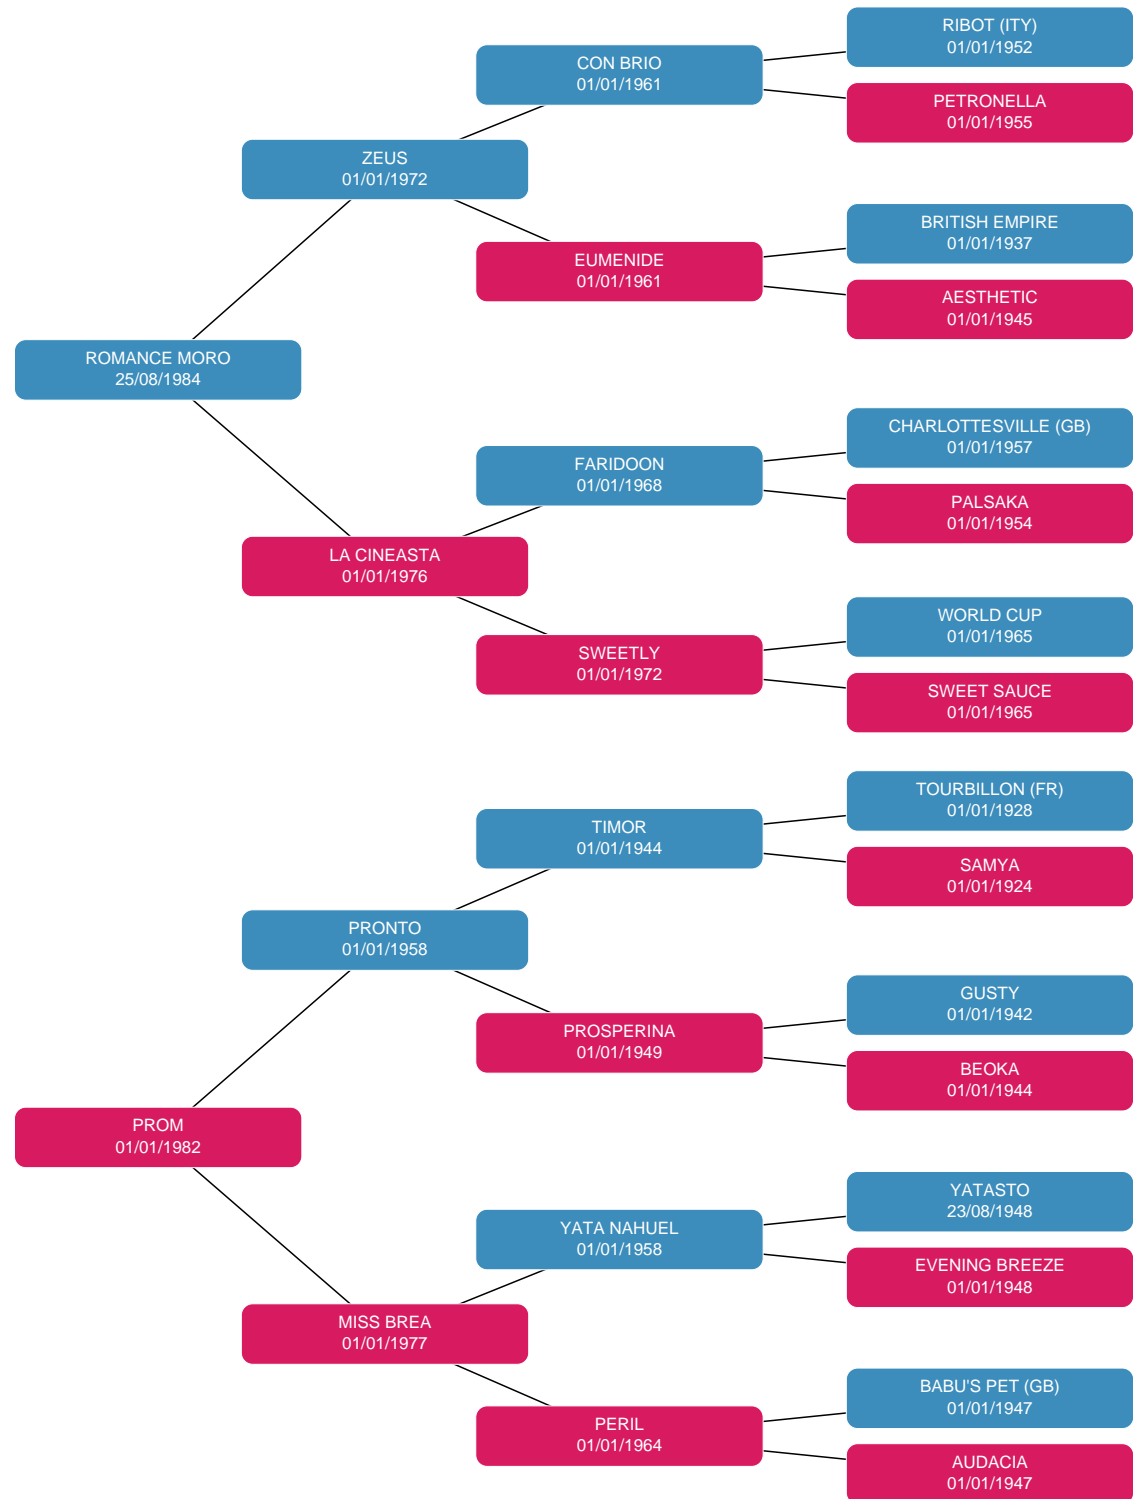 RIBOT (ITY)
01/01/1952
CON BRIO
01/01/1961
PETRONELLA
01/01/1955
ZEUS
01/01/1972
BRITISH EMPIRE
01/01/1937
EUMENIDE
01/01/1961
AESTHETIC
01/01/1945
ROMANCE MORO
25/08/1984
CHARLOTTESVILLE (GB)
01/01/1957
FARIDOON
01/01/1968
PALSAKA
01/01/1954
LA CINEASTA
01/01/1976
WORLD CUP
01/01/1965
SWEETLY
01/01/1972
SWEET SAUCE
01/01/1965
TOURBILLON (FR)
01/01/1928
TIMOR
01/01/1944
SAMYA
01/01/1924
PRONTO
01/01/1958
GUSTY
01/01/1942
PROSPERINA
01/01/1949
BEOKA
01/01/1944
PROM
01/01/1982
YATASTO
23/08/1948
YATA NAHUEL
01/01/1958
EVENING BREEZE
01/01/1948
MISS BREA
01/01/1977
BABU'S PET (GB)
01/01/1947
PERIL
01/01/1964
AUDACIA
01/01/1947